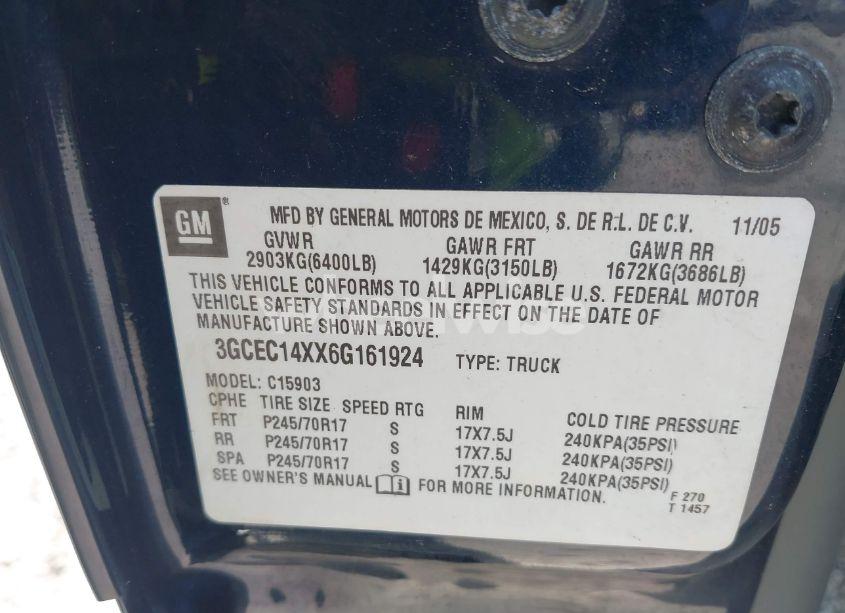 GM® MFD BY GENERAL MOTORS DE MEXICO, S. DE R.L. DE C.V. 11/05
GVWR GAWR FRT GAWR RR
2903KG(6400LB) 1429KG(3150LB) 1672KG(3686LB)
THIS VEHICLE CONFORMS TO ALL APPLICABLE U.S. FEDERAL MOTOR
VEHICLE SAFETY STANDARDS IN EFFECT ON THE DATE OF
MANUFACTURE SHOWN ABOVE.
3GCEC14XX6G161924 TYPE: TRUCK
MODEL: C15903
CPHE TIRE SIZE SPEED RTG RIM COLD TIRE PRESSURE
FRT P245/70R17 S 17X7.5J 240KPA(35PSI)
RR P245/70R17 S 17X7.5J 240KPA(35PSI)
SPA P245/70R17 S 17X7.5J 240KPA(35PSI)
SEE OWNER'S MANUAL FOR MORE INFORMATION.
F 270
T 1457